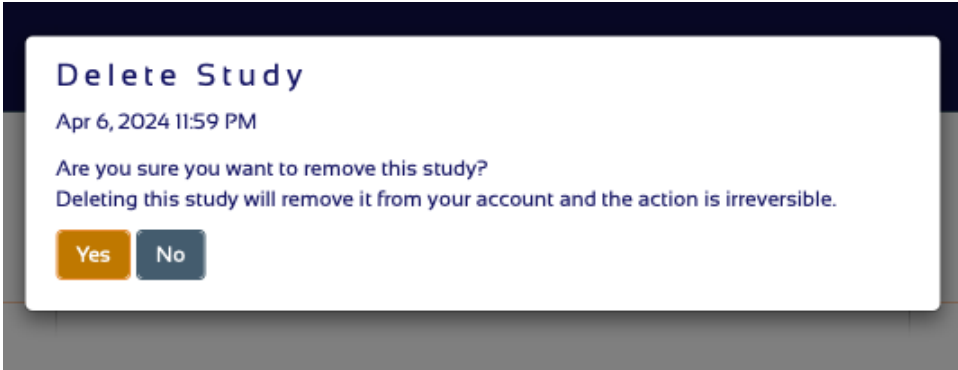 Delete Study
Apr 6, 2024 11:59 PM
Are you sure you want to remove this study?
Deleting this study will remove it from your account and the action is irreversible.
Yes No